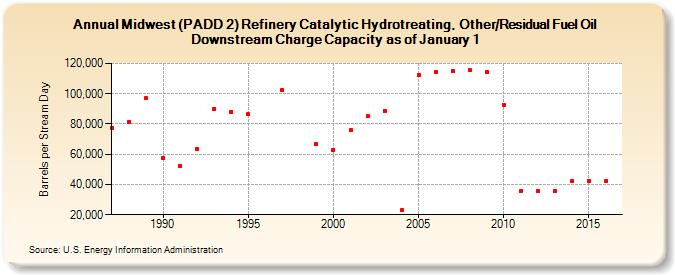 Annual Midwest (PADD 2) Refinery Catalytic Hydrotreating, Other/Residual Fuel Oil
Downstream Charge Capacity as of January 1
Barrels per Stream Day
120,000
100,000
80,000
60,000
40,000
20,000
1990 1995 2000 2005 2010 2015
Source: U.S. Energy Information Administration